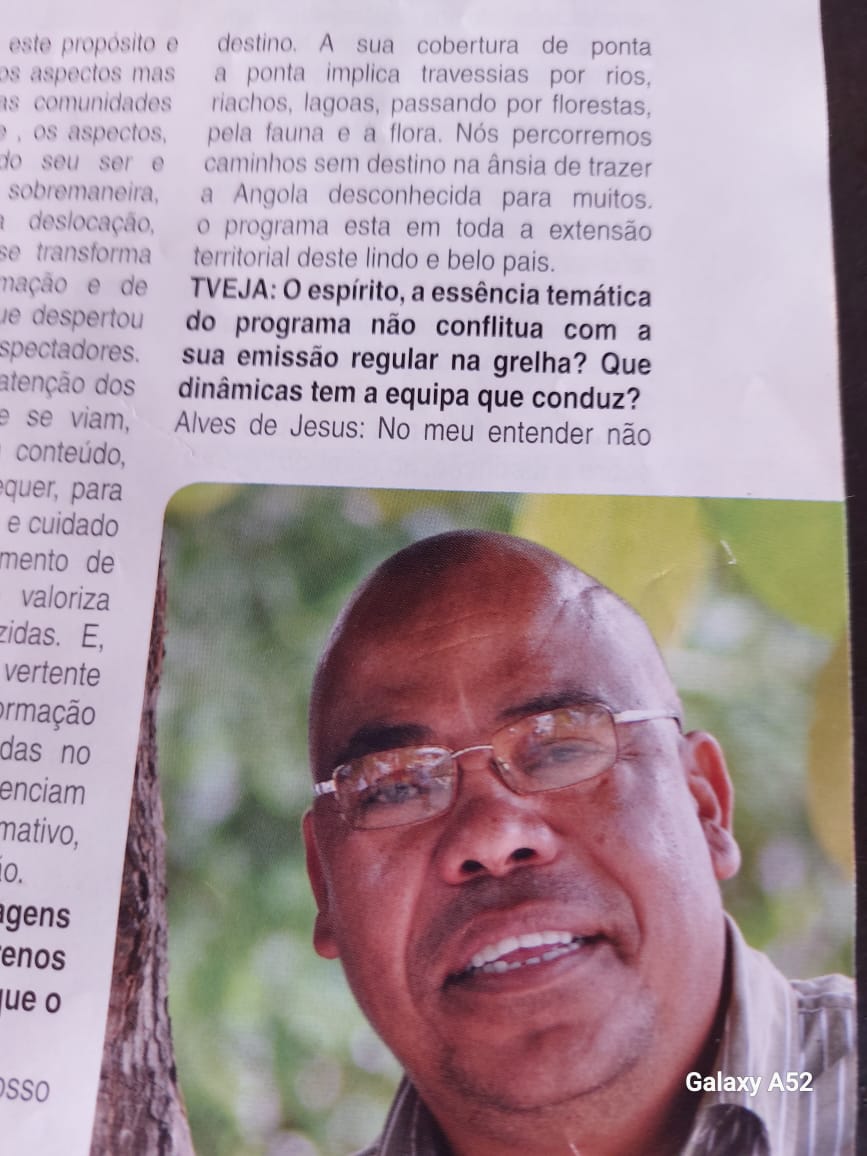 este propósito e
os aspectos mas
as comunidades
e , os aspectos,
do seu ser e
sobremaneira,
a deslocação,
se transforma
mação e de
ue despertou
spectadores.
atenção dos
e se viam,
conteúdo,
equer, para
e cuidado
mento de
valoriza
zidas. E,
vertente
ormação
das no
enciam
mativo,
ão.
agens
enos
que o
osso
destino. A sua cobertura de ponta
a ponta implica travessias por rios,
riachos, lagoas, passando por florestas,
pela fauna e a flora. Nós percorremos
caminhos sem destino na ânsia de trazer
a Angola desconhecida para muitos.
o programa esta em toda a extensão
territorial deste lindo e belo pais.
TVEJA: O espírito, a essência temática
do programa não conflitua com a
sua emissão regular na grelha? Que
dinâmicas tem a equipa que conduz?
Alves de Jesus: No meu entender não
Galaxy A52